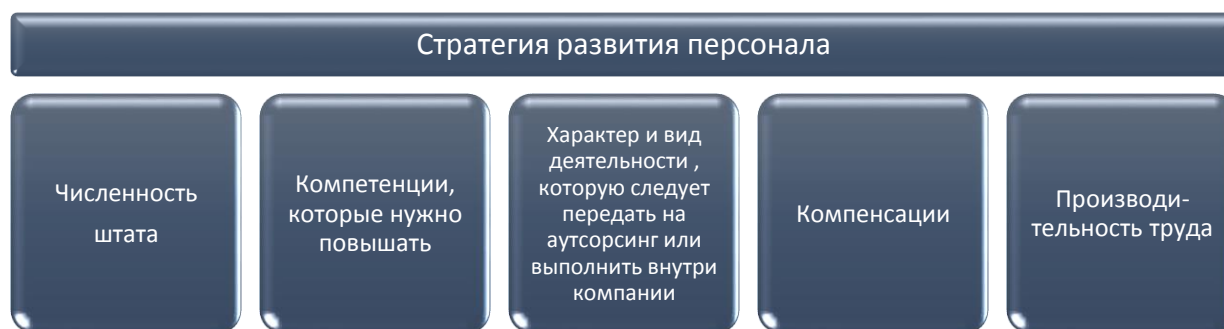 Стратегия развития персонала
Численность
штата
Компетенции,
которые нужно
повышать
Характер и вид
деятельности ,
которую следует
передать на
аутсорсинг или
выполнить внутри
компании
Компенсации
Производи-
тельность труда